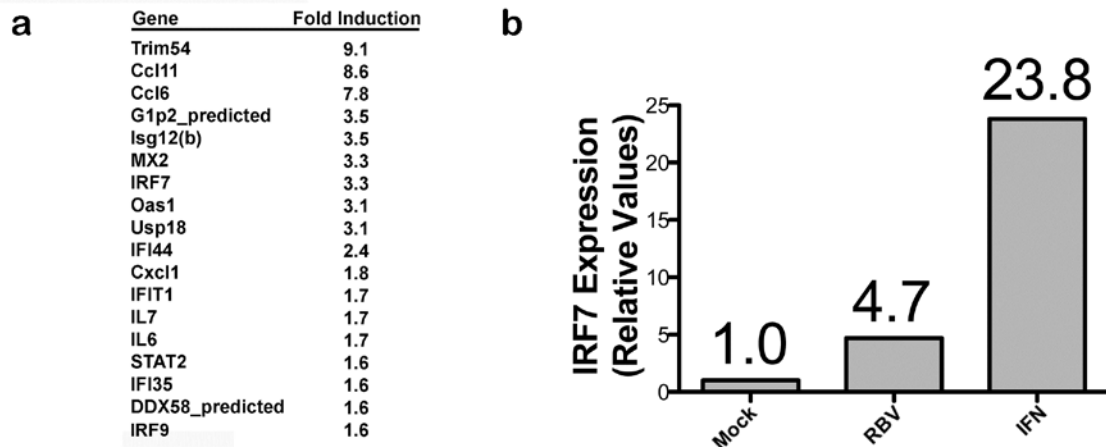 a
Gene Fold Induction
Trim54 9.1
Ccl11 8.6
Ccl6 7.8
G1p2_predicted 3.5
Isg12(b) 3.5
MX2 3.3
IRF7 3.3
Oas1 3.1
Usp18 3.1
IFI44 2.4
Cxcl1 1.8
IFIT1 1.7
IL7 1.7
IL6 1.7
STAT2 1.6
IFI35 1.6
DDX58_predicted 1.6
IRF9 1.6
b
IRF7 Expression
(Relative Values)
25
20
15
10
5
0
1.0
4.7
23.8
Mock
RBV
IFN